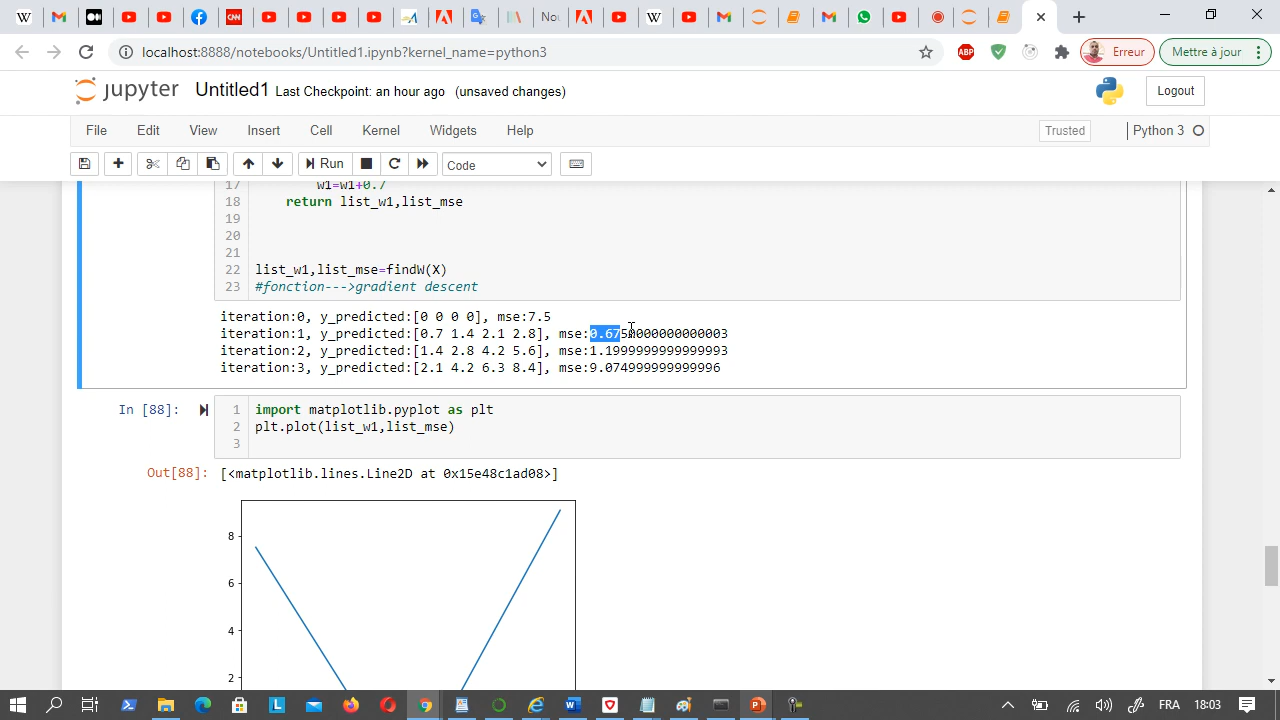 No
localhost:8888/notebooks/Untitled1.ipynb?kernel_name=python3
ABP
Erreur
Mettre à jour
jupyter
Untitled1 Last Checkpoint: an hour ago (unsaved changes)
Logout
File Edit View Insert Cell Kernel Widgets Help
Trusted
Python 3
Run
Code
17 w1=w1+0.7
18 return list_w1,list_mse
19
20
21
22 list_w1,list_mse=findW(X)
23 #fonction--->gradient descent
iteration:0, y_predicted:[0 0 0 0], mse:7.5
iteration:1, y_predicted:[0.7 1.4 2.1 2.8], mse:0.6750000000000003
iteration:2, y_predicted:[1.4 2.8 4.2 5.6], mse:1.1999999999999993
iteration:3, y_predicted:[2.1 4.2 6.3 8.4], mse:9.074999999999996
In [88]:
1 import matplotlib.pyplot as plt
2 plt.plot(list_w1,list_mse)
3
Out[88]: [<matplotlib.lines.Line2D at 0x15e48c1ad08>]
8
6
4
2
FRA
18:03